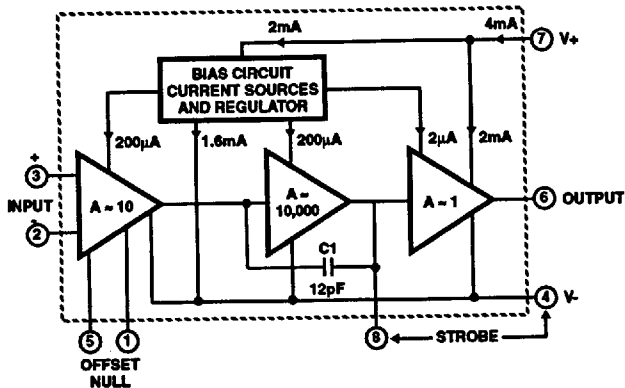 2mA
4mA
7 V+
BIAS CIRCUIT
CURRENT SOURCES
AND REGULATOR
200µA
1.6mA
200µA
2µA
2mA
+
3
A ~ 10
A ~
10,000
A ~ 1
6 OUTPUT
INPUT
-
2
C1
12pF
4 V-
5
1
8
STROBE
OFFSET
NULL